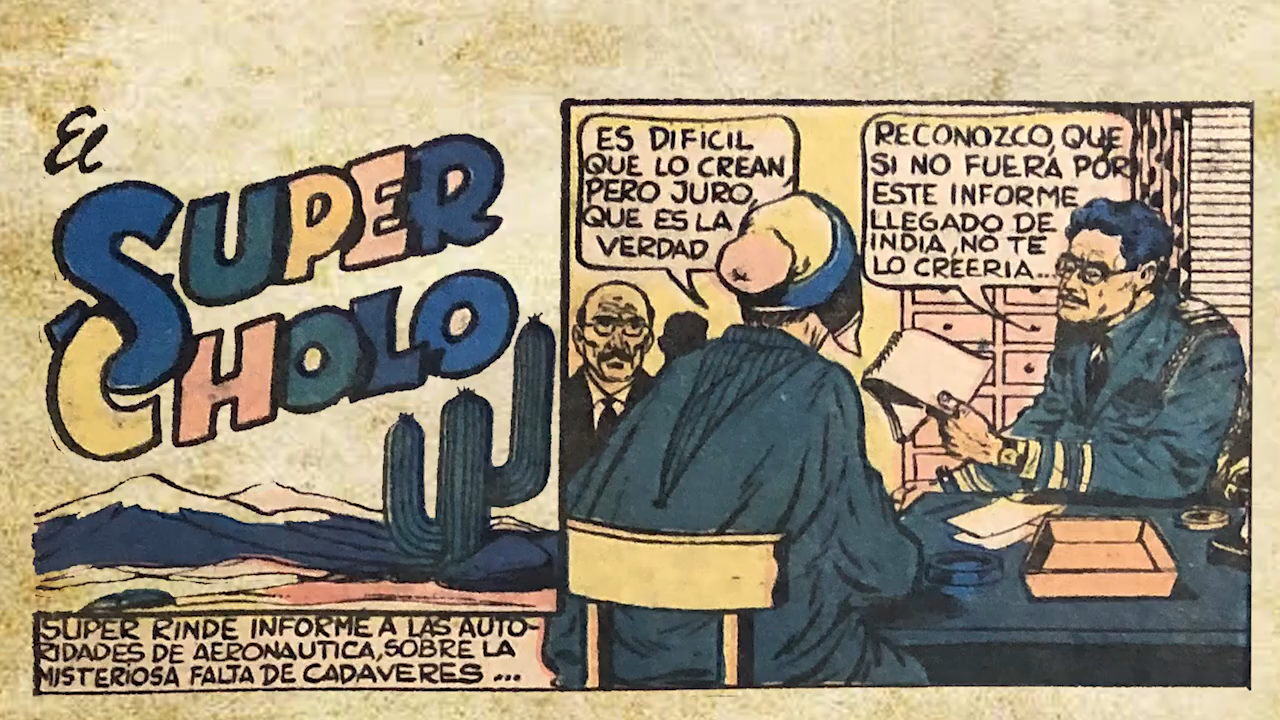 El
SUPER
CHOLO
SUPER RINDE INFORME A LAS AUTO-
RIDADES DE AERONAUTICA, SOBRE LA
MISTERIOSA FALTA DE CADAVERES ...
ES DIFICIL
QUE LO CREAN
PERO JURO,
QUE ES LA
VERDAD
RECONOZCO, QUE
SI NO FUERA POR
ESTE INFORME
LLEGADO DE
INDIA, NO TE
LO CREERIA...